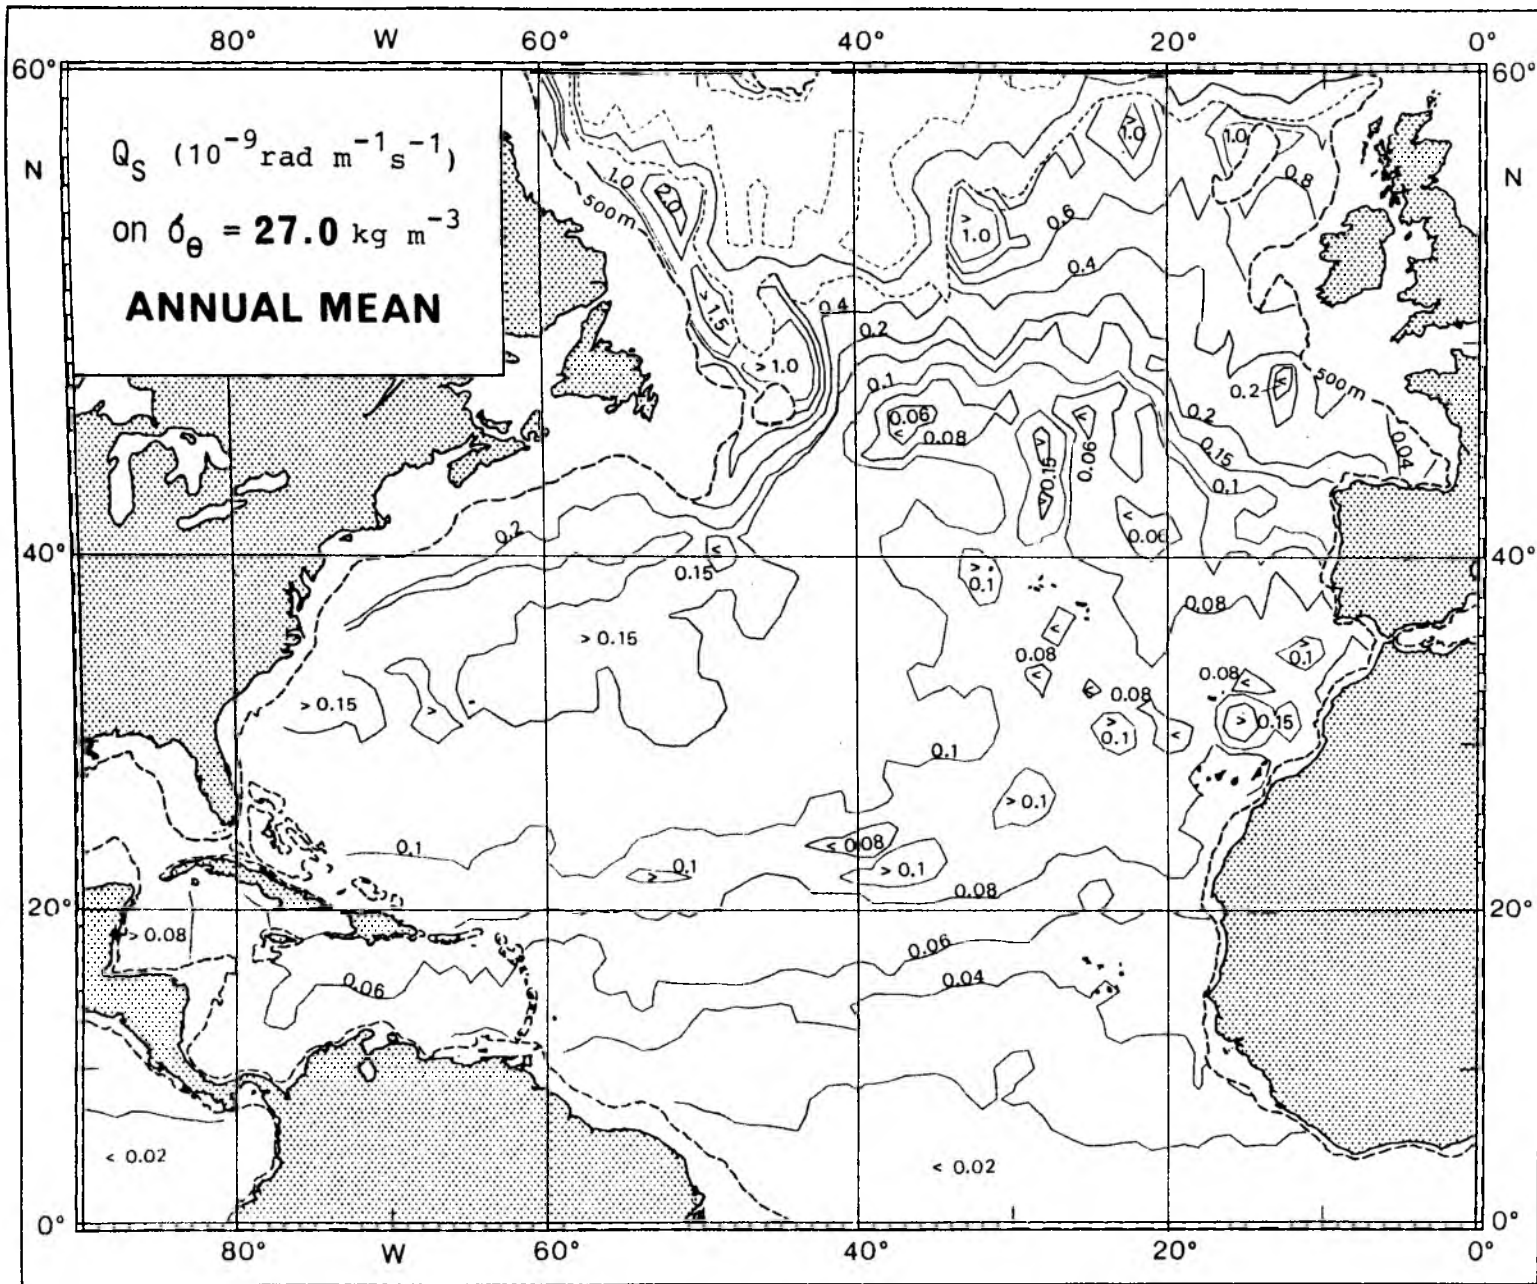 80° W 60° 40° 20° 0°
60° 60°
Q_S (10⁻⁹ rad m⁻¹ s⁻¹)
on σ_θ = 27.0 kg m⁻³
ANNUAL MEAN
N N
> 1.0 1.0
1.0 2.0 0.8
500m
> 1.0 0.6
0.4
> 1.5 0.4
0.2
> 1.0 500m
0.1 0.2 <
0.06 < 0.08 0.2
0.15 0.06 0.15 0.04
0.1
0.2 < 0.06
40° 40°
0.15 < > 0.1
0.08
> 0.15 < 0.1
0.08 0.08
> 0.15 > < < 0.08 > 0.15
> 0.1 <
0.1
> 0.1
0.1 < 0.08
> 0.1 > 0.1
0.08
20° 20°
> 0.08 0.06
0.06 0.04
< 0.02 < 0.02
0° 0°
80° W 60° 40° 20° 0°